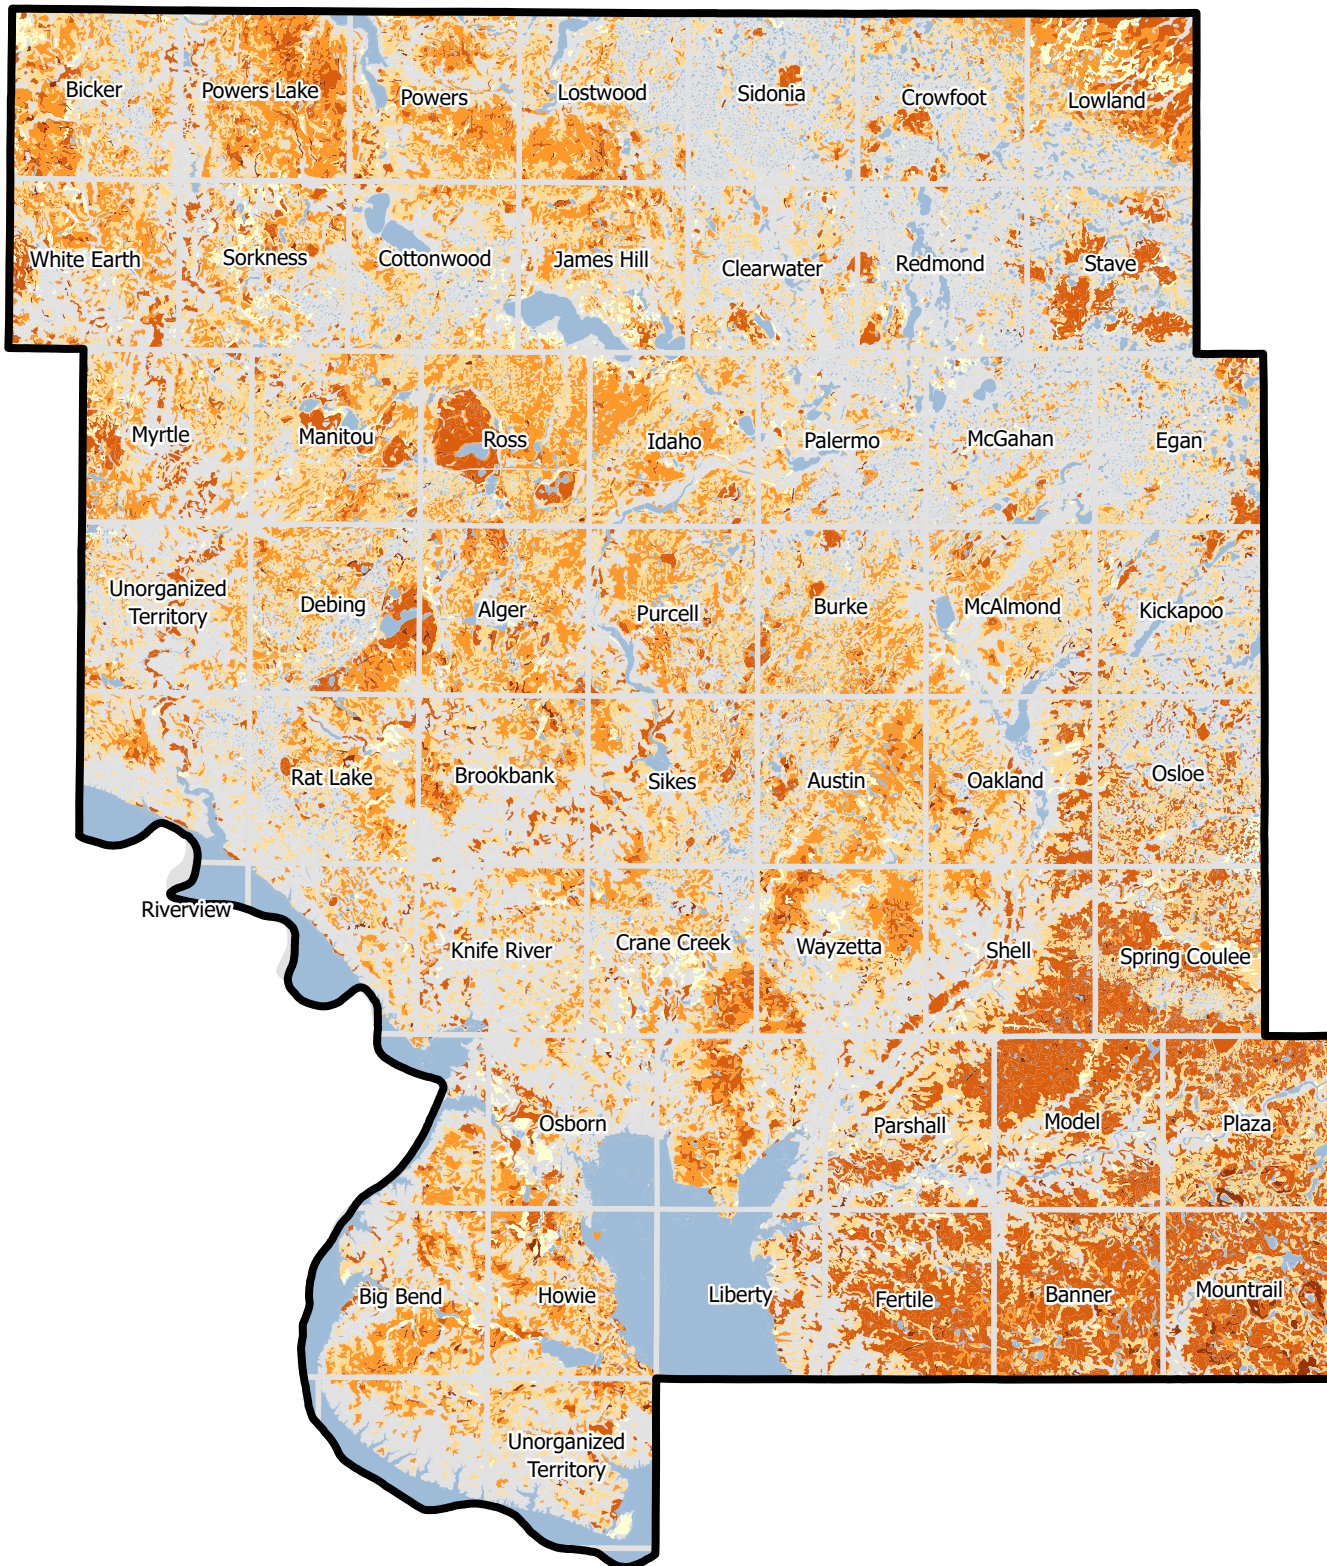 Bicker
Powers Lake
Powers
Lostwood
Sidonia
Crowfoot
Lowland
White Earth
Sorkness
Cottonwood
James Hill
Clearwater
Redmond
Stave
Myrtle
Manitou
Ross
Idaho
Palermo
McGahan
Egan
Unorganized
Territory
Debing
Alger
Purcell
Burke
McAlmond
Kickapoo
Rat Lake
Brookbank
Sikes
Austin
Oakland
Osloe
Riverview
Knife River
Crane Creek
Wayzetta
Shell
Spring Coulee
Osborn
Parshall
Model
Plaza
Big Bend
Howie
Liberty
Fertile
Banner
Mountrail
Unorganized
Territory